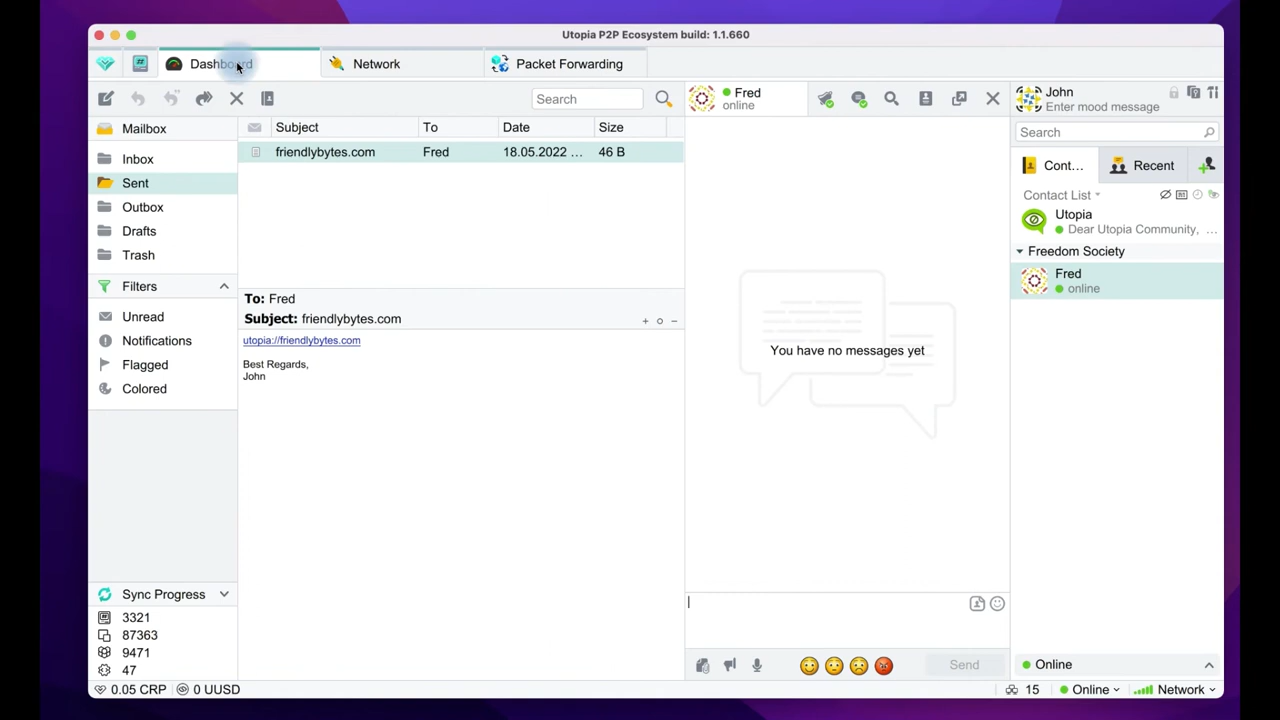 Utopia P2P Ecosystem build: 1.1.660
Dashboard
Network
Packet Forwarding
Search
Fred
online
John
Enter mood message
Mailbox
Inbox
Sent
Outbox
Drafts
Trash
Filters
Unread
Notifications
Flagged
Colored
Sync Progress
3321
87363
9471
47
Subject To Date Size
friendlybytes.com Fred 18.05.2022 ... 46 B
To: Fred
Subject: friendlybytes.com
utopia://friendlybytes.com
Best Regards,
John
You have no messages yet
Send
Search
Cont...
Recent
Contact List
Utopia
Dear Utopia Community, ...
Freedom Society
Fred
online
Online
0.05 CRP
0 UUSD
15
Online
Network